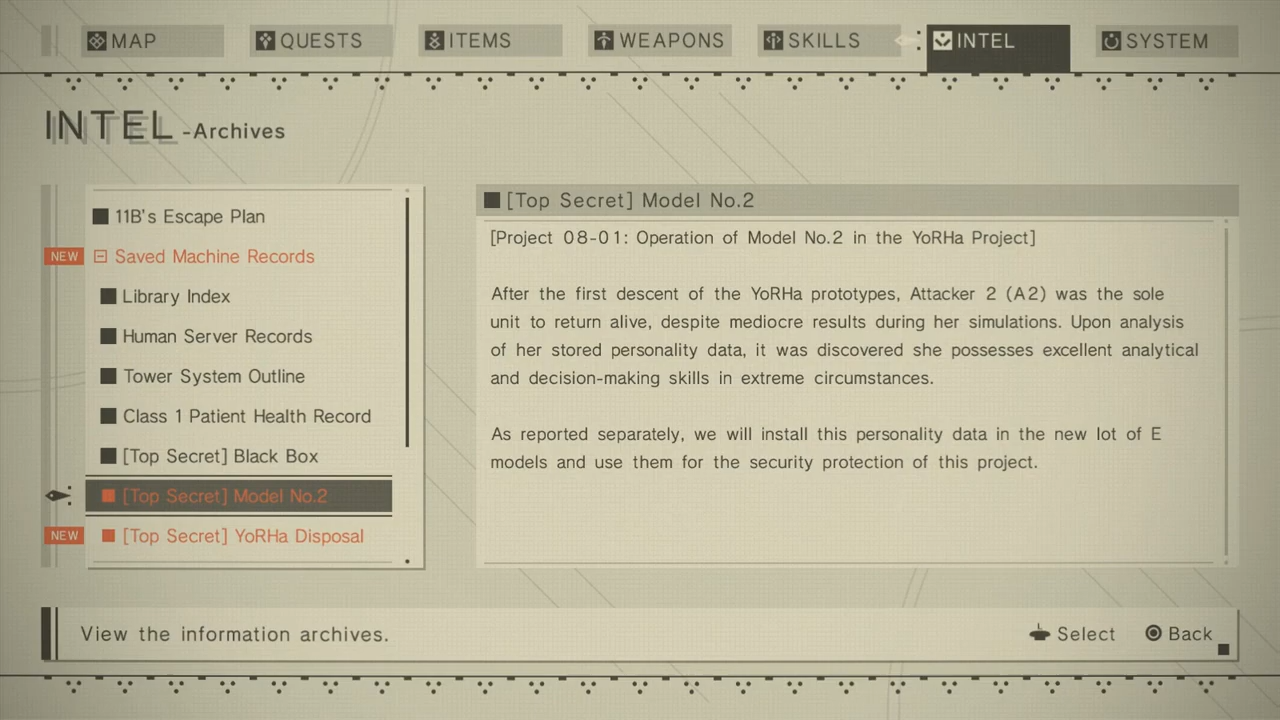 MAP QUESTS ITEMS WEAPONS SKILLS INTEL SYSTEM
INTEL -Archives
11B's Escape Plan
NEW Saved Machine Records
Library Index
Human Server Records
Tower System Outline
Class 1 Patient Health Record
[Top Secret] Black Box
[Top Secret] Model No.2
NEW [Top Secret] YoRHa Disposal
[Top Secret] Model No.2
[Project 08-01: Operation of Model No.2 in the YoRHa Project]
After the first descent of the YoRHa prototypes, Attacker 2 (A2) was the sole
unit to return alive, despite mediocre results during her simulations. Upon analysis
of her stored personality data, it was discovered she possesses excellent analytical
and decision-making skills in extreme circumstances.
As reported separately, we will install this personality data in the new lot of E
models and use them for the security protection of this project.
View the information archives.
Select Back